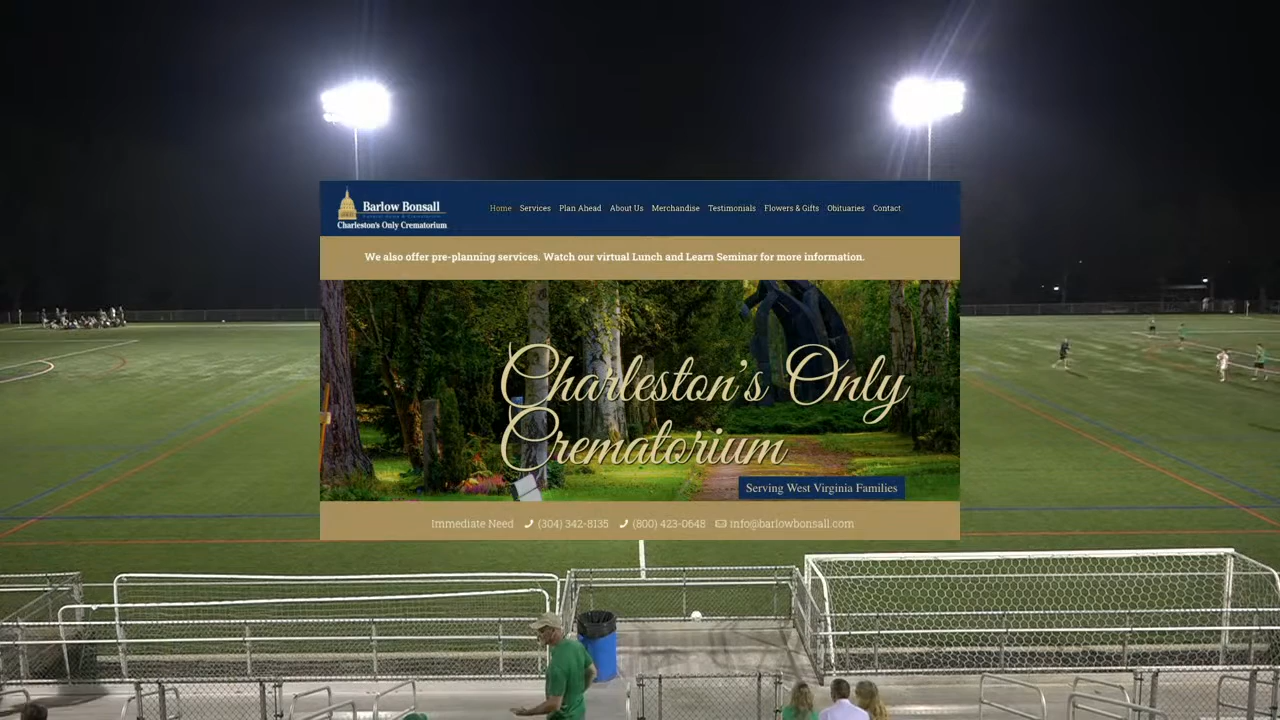 Barlow Bonsall
Charleston's Only Crematorium
Home Services Plan Ahead About Us Merchandise Testimonials Flowers & Gifts Obituaries Contact
We also offer pre-planning services. Watch our virtual Lunch and Learn Seminar for more information.
Charleston's Only
Crematorium
Serving West Virginia Families
Immediate Need (304) 342-8135 (800) 423-0648 info@barlowbonsall.com